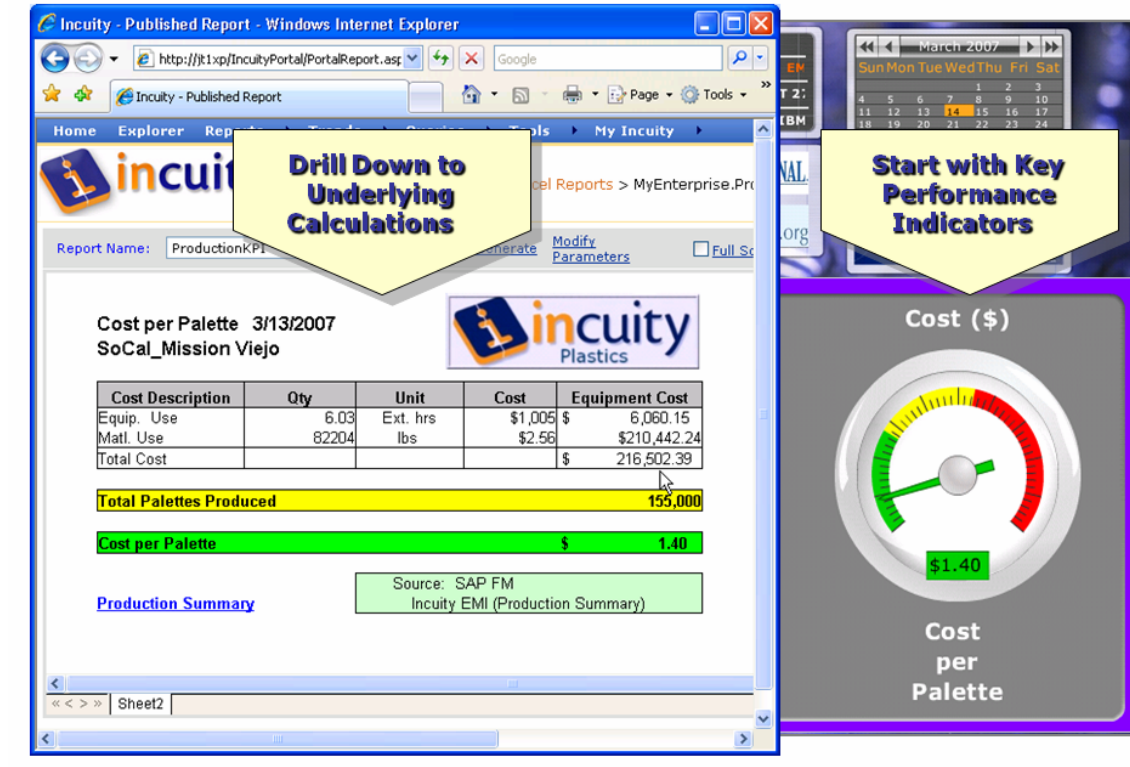 Incuity - Published Report - Windows Internet Explorer
http://jt1xp/IncuityPortal/PortalReport.asp
Google
Incuity - Published Report
Page
Tools
»
Home Explorer Tools My Incuity
Drill Down to
Underlying
Calculations
incuit
Reports > MyEnterprise.Pro
Report Name: ProductionKPI
Modify
Parameters
Full Sc
Cost per Palette 3/13/2007
SoCal_Mission Viejo
incuity
Plastics
Cost Description Qty Unit Cost Equipment Cost
Equip. Use 6.03 Ext. hrs $1,005 $ 6,060.15
Matl. Use 82204 lbs $2.56 $210,442.24
Total Cost $ 216,502.39
Total Palettes Produced 155,000
Cost per Palette $ 1.40
Source: SAP FM
Incuity EMI (Production Summary)
Production Summary
« < > » Sheet2
EM
T 2:
IBM
NAL
.org
March 2007
Sun Mon Tue Wed Thu Fri Sat
1 2 3
4 5 6 7 8 9 10
11 12 13 14 15 16 17
18 19 20 21 22 23 24
Start with Key
Performance
Indicators
Cost ($)
$1.40
Cost
per
Palette